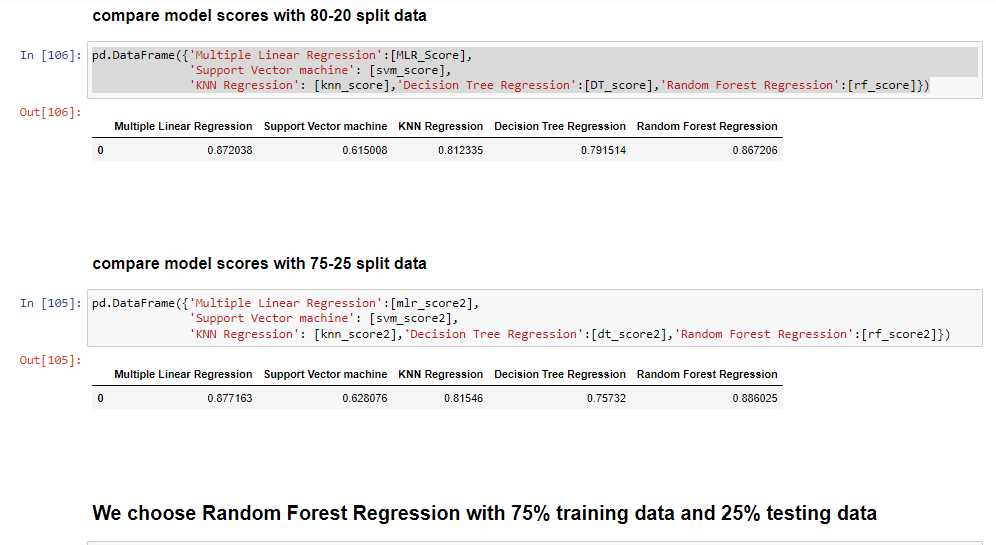 compare model scores with 80-20 split data
In [106]: pd.DataFrame({'Multiple Linear Regression':[MLR_Score],
'Support Vector machine': [svm_score],
'KNN Regression': [knn_score],'Decision Tree Regression':[DT_score],'Random Forest Regression':[rf_score]})
Out[106]:
Multiple Linear Regression Support Vector machine KNN Regression Decision Tree Regression Random Forest Regression
0 0.872038 0.615008 0.812335 0.791514 0.867206
compare model scores with 75-25 split data
In [105]: pd.DataFrame({'Multiple Linear Regression':[mlr_score2],
'Support Vector machine': [svm_score2],
'KNN Regression': [knn_score2],'Decision Tree Regression':[dt_score2],'Random Forest Regression':[rf_score2]})
Out[105]:
Multiple Linear Regression Support Vector machine KNN Regression Decision Tree Regression Random Forest Regression
0 0.877163 0.628076 0.81546 0.75732 0.886025
We choose Random Forest Regression with 75% training data and 25% testing data